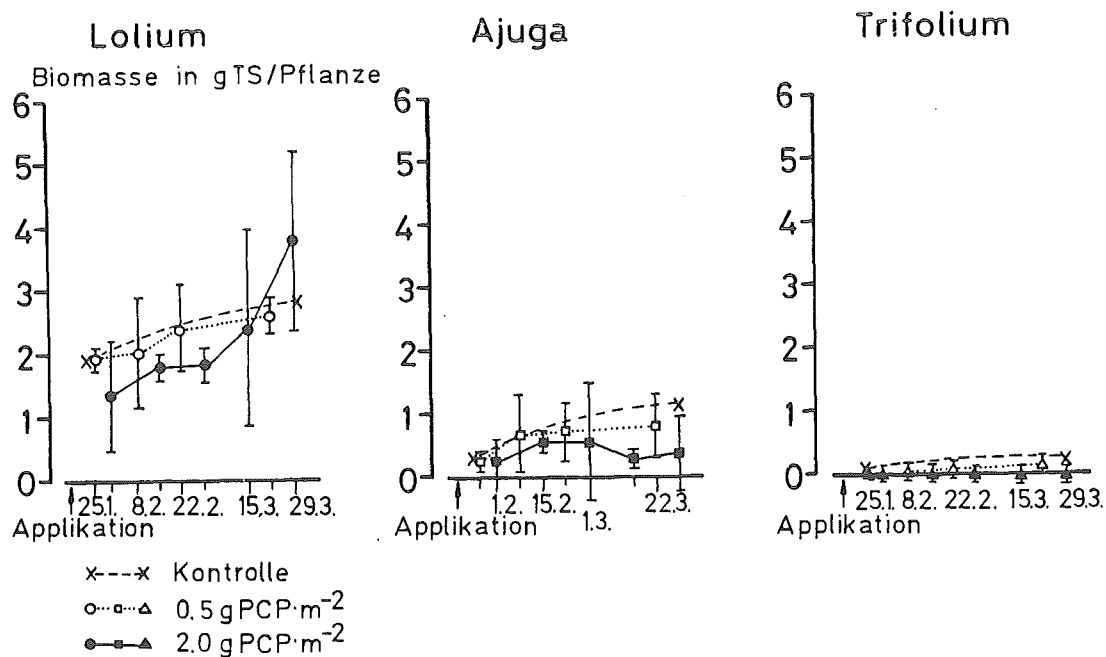 Lolium
Ajuga
Trifolium
Biomasse in gTS/Pflanze
6
5
4
3
2
1
0
25.1. 8.2. 22.2. 15.3. 29.3.
Applikation
6
5
4
3
2
1
0
1.2. 15.2. 1.3. 22.3.
Applikation
6
5
4
3
2
1
0
25.1. 8.2. 22.2. 15.3. 29.3.
Applikation
x----x Kontrolle
0.5 g PCP·m⁻²
2.0 g PCP·m⁻²